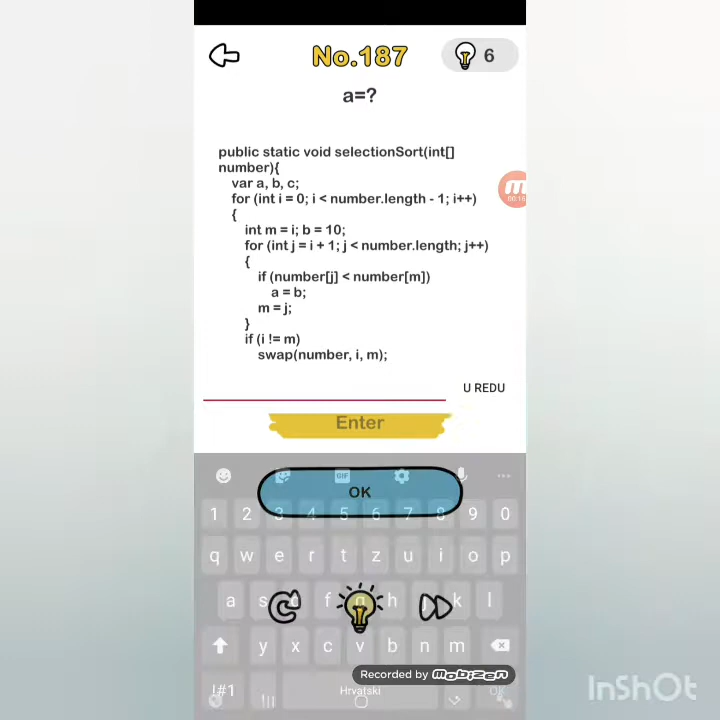 No.187
6
a=?
public static void selectionSort(int[]
number){
var a, b, c;
for (int i = 0; i < number.length - 1; i++)
{
int m = i; b = 10;
for (int j = i + 1; j < number.length; j++)
{
if (number[j] < number[m])
a = b;
m = j;
}
if (i != m)
swap(number, i, m);
U REDU
Enter
GIF
OK
1 2 3 4 5 6 7 8 9 0
q w e r t z u i o p
a s d f g h j k l
y x c v b n m
Recorded by MOBIZEN
!#1 Hrvatski OK
InShOt